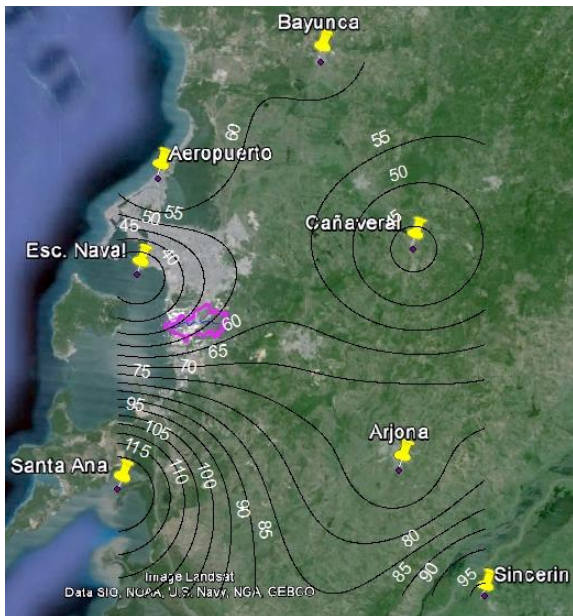 Bayunca
60
Aeropuerto
55
50
55
50
45
45
Cañaveral
Esc. Naval
40
60
65
70
75
95
105
115
Arjona
Santa Ana
110
100
90
85
80
85
90
95
Sincerin
Image Landsat
Data SIO, NOAA, U.S. Navy, NGA, GEBCO